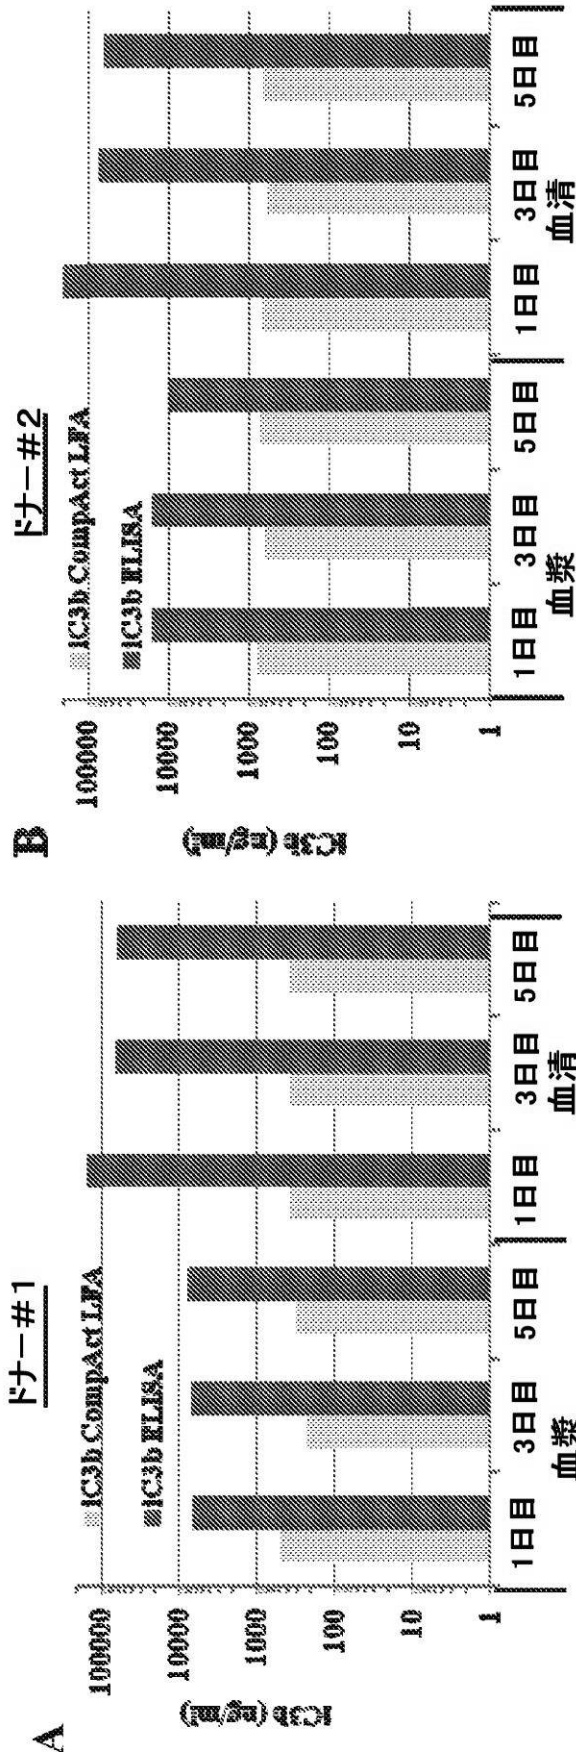 A
ドナー#1
iC3b CompAct LFA
iC3b ELISA
iC3b (ng/ml)
100000
10000
1000
100
10
1
1日目 3日目 5日目 1日目 3日目 5日目
血漿 血清
B
ドナー#2
iC3b CompAct LFA
iC3b ELISA
iC3b (ng/ml)
100000
10000
1000
100
10
1
1日目 3日目 5日目 1日目 3日目 5日目
血漿 血清